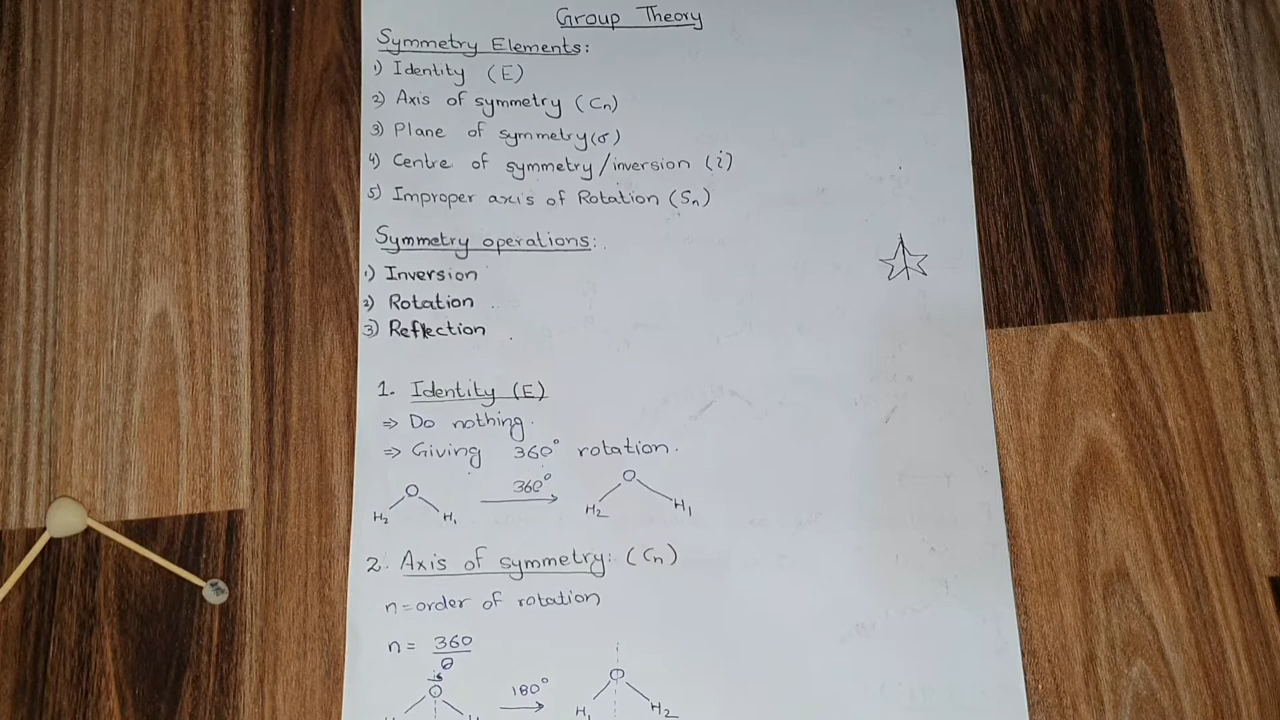 Group Theory
Symmetry Elements:
1) Identity (E)
2) Axis of symmetry (Cn)
3) Plane of symmetry (σ)
4) Centre of symmetry/inversion (i)
5) Improper axis of Rotation (Sn)
Symmetry operations:
1) Inversion
2) Rotation
3) Reflection
1. Identity (E)
⇒ Do nothing.
⇒ Giving 360° rotation.
O 360° O
H2 H1 H2 H1
2. Axis of symmetry: (Cn)
n = order of rotation
n = 360
θ
O 180° O
H1 H2